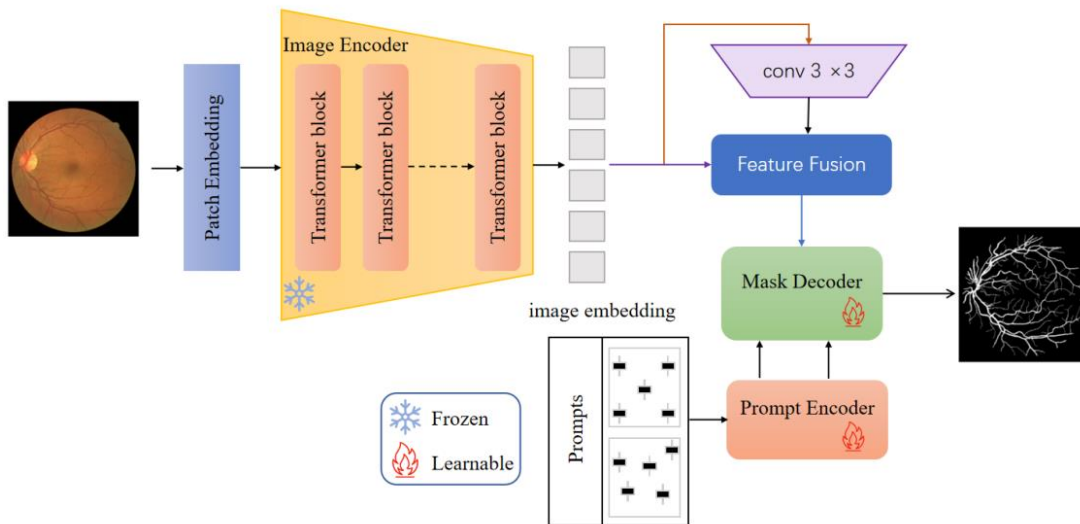 Image Encoder
Patch Embedding
Transformer block
Transformer block
Transformer block
conv 3 ×3
Feature Fusion
Mask Decoder
image embedding
Prompts
Prompt Encoder
Frozen
Learnable